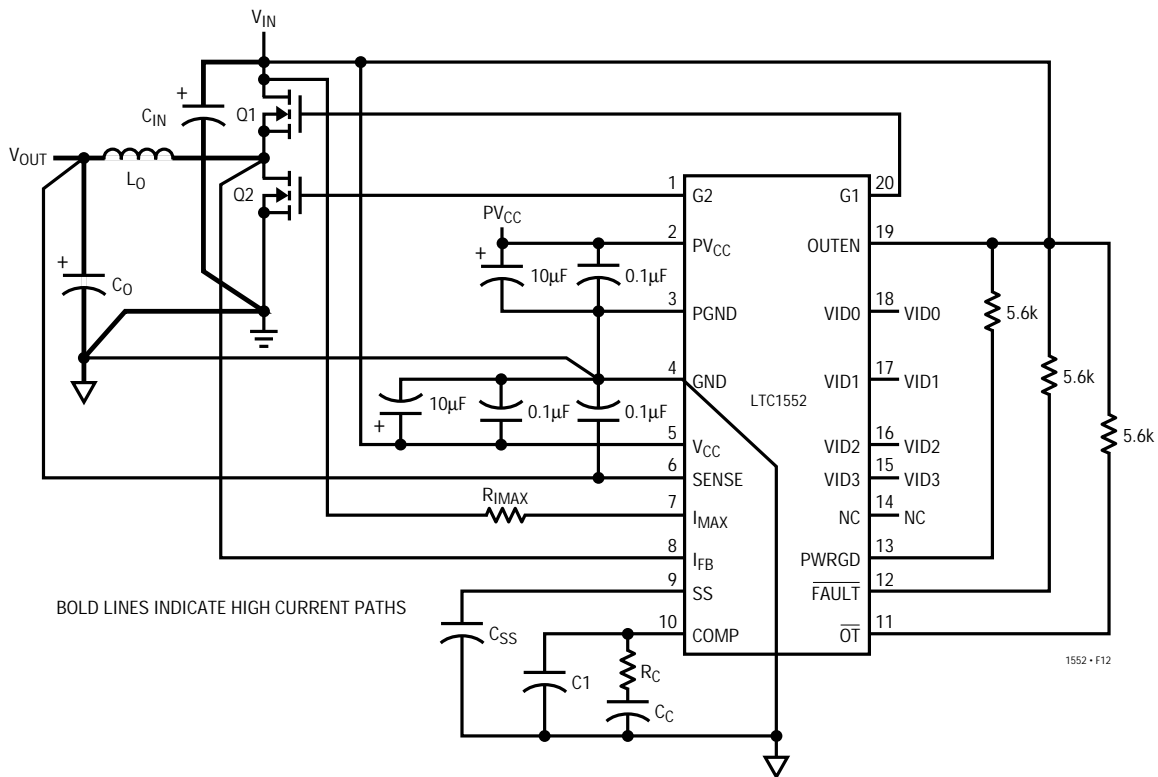 VIN
+
CIN
Q1
VOUT
LO
Q2
+
CO
PVCC
+
10µF
0.1µF
1
G2
G1
20
2
PVCC
OUTEN
19
3
PGND
VID0
18
VID0
4
GND
VID1
17
VID1
LTC1552
5
VCC
VID2
16
VID2
6
SENSE
VID3
15
VID3
7
IMAX
NC
14
NC
8
IFB
PWRGD
13
9
SS
FAULT
12
10
COMP
OT
11
5.6k
5.6k
5.6k
10µF
+
0.1µF
0.1µF
RIMAX
BOLD LINES INDICATE HIGH CURRENT PATHS
CSS
C1
RC
CC
1552 • F12